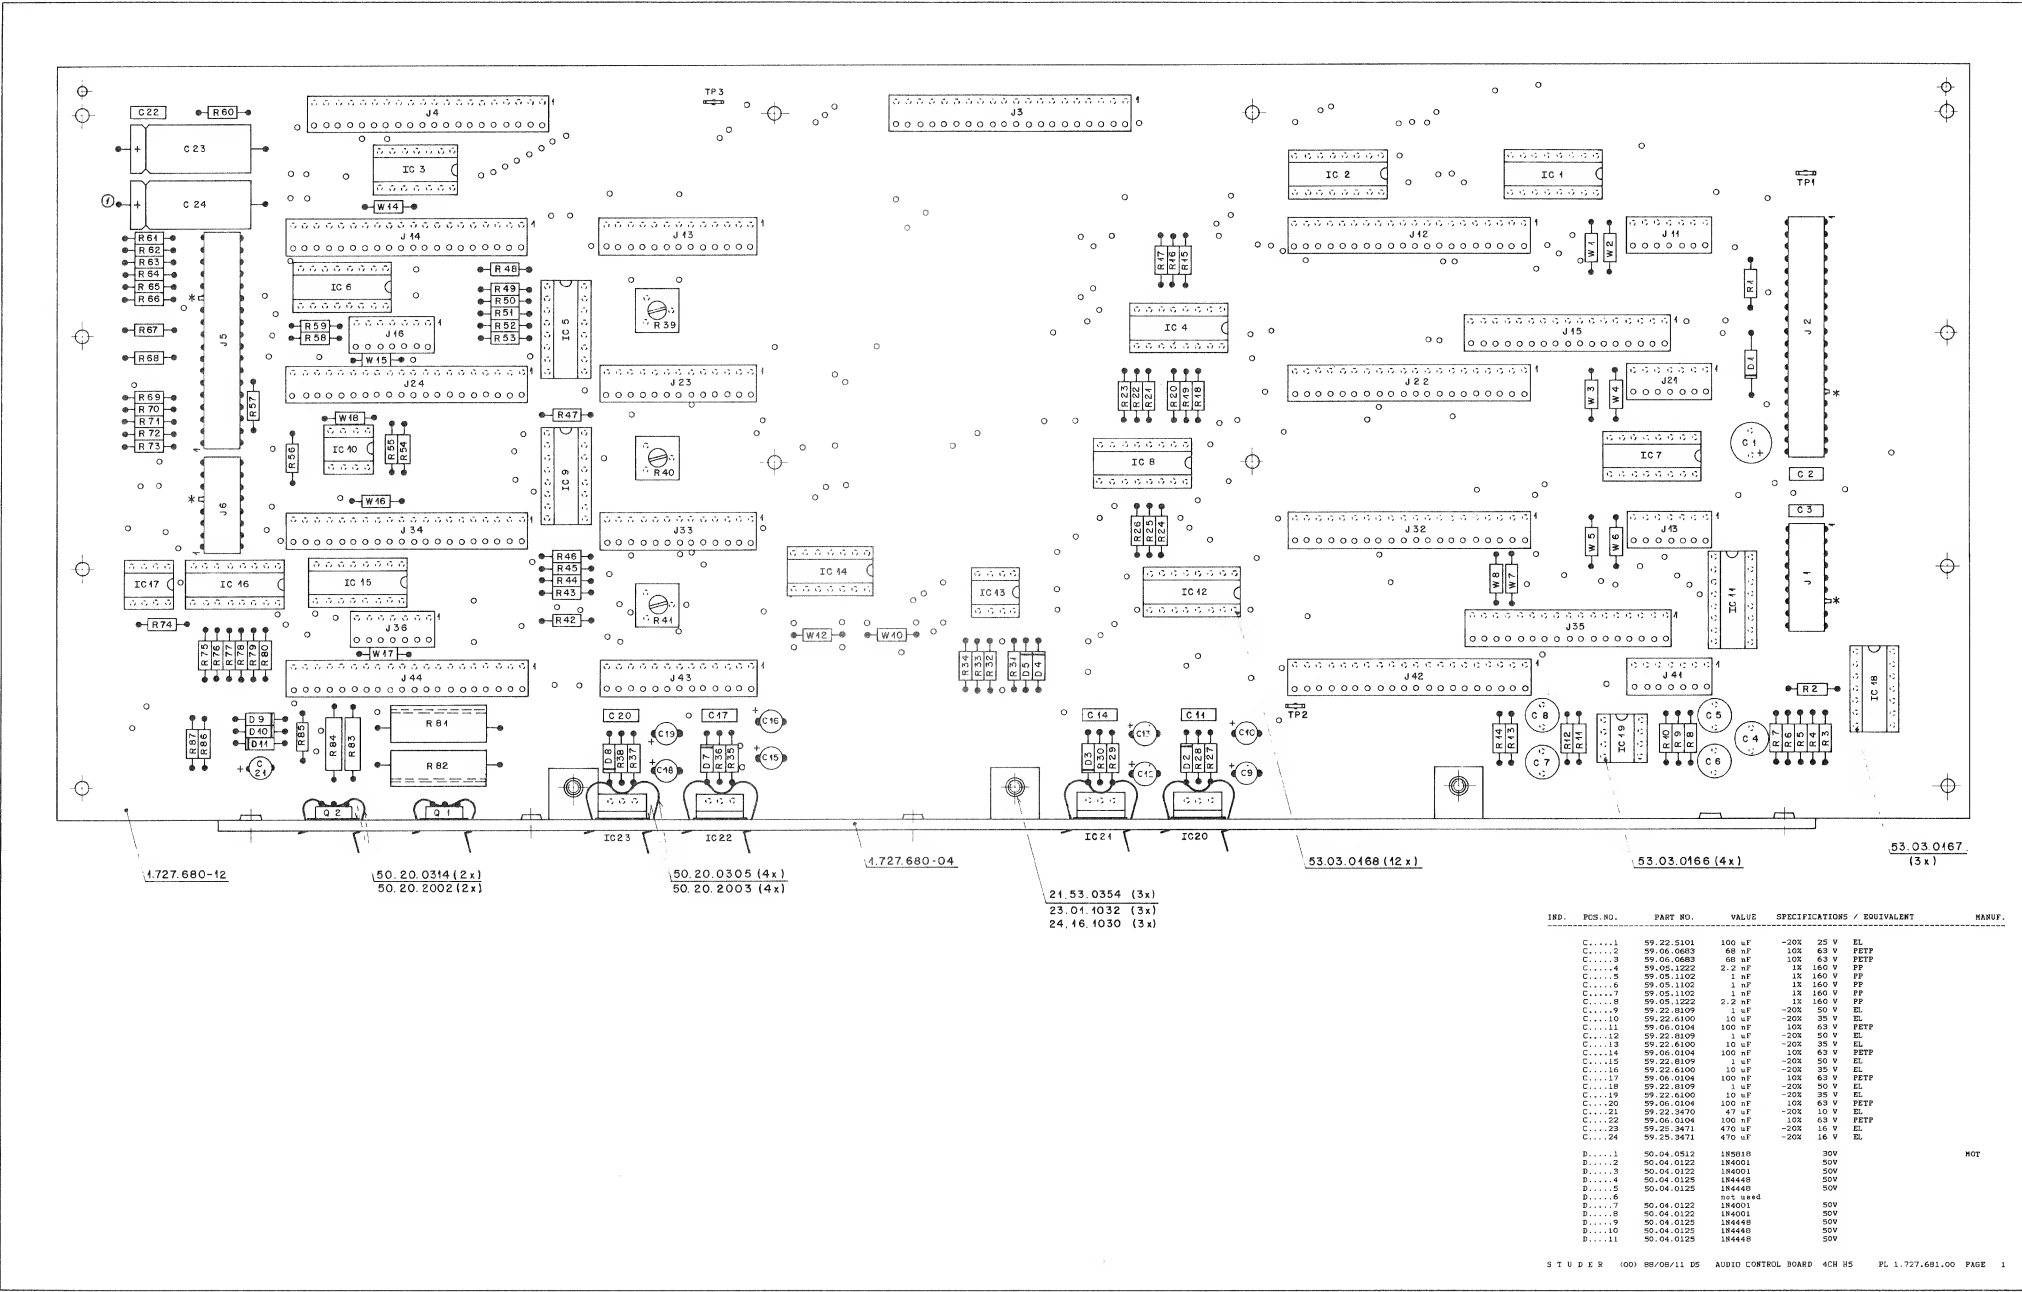 TP3
J4
J3
C22
R60
C23
IC 3
IC 2
IC 1
TP1
1
C24
W14
J14
J13
J12
J11
W1
W2
R17
R16
R15
R61
R62
R63
R64
R65
R66
R67
R68
R69
R70
R71
R72
R73
J5
*
IC 6
R48
R49
R50
R51
R52
R53
R59
R58
J16
W15
IC 5
R39
IC 4
J15
R1
J2
D1
*
J24
J23
J22
J21
W3
W4
R23
R22
R21
R20
R19
R18
R57
W18
R47
R56
IC 10
R55
R54
IC 9
R40
IC 8
IC 7
C1
+
C2
C3
J6
*
W16
J34
J33
J32
J13
W5
W6
R26
R25
R24
IC17
IC 16
IC 15
R46
R45
R44
R43
R42
IC 14
IC13
IC 12
W8
W7
IC 11
J1
*
R41
R74
J36
W17
W12
W10
J35
R75
R76
R77
R78
R79
R80
R34
R33
R32
R31
D5
D4
J44
J43
J42
J41
R2
IC 18
TP2
R87
R86
D9
D10
D11
C21
R85
R84
R83
R81
R82
C20
C19
C18
D8
R38
R37
C17
C16
C15
D7
R36
R35
C14
C13
C12
D3
R30
R29
C11
C10
C9
D2
R28
R27
R14
R13
C8
C7
R12
R11
IC19
R10
R9
R8
C5
C6
C4
R7
R6
R5
R4
R3
Q2
Q1
IC23
IC22
IC21
IC20
1.727.680-12
50.20.0314 (2x)
50.20.2002 (2x)
50.20.0305 (4x)
50.20.2003 (4x)
1.727.680-04
21.53.0354 (3x)
23.01.1032 (3x)
24.16.1030 (3x)
53.03.0168 (12x)
53.03.0166 (4x)
53.03.0167
(3x)
IND. POS.NO. PART NO. VALUE SPECIFICATIONS / EQUIVALENT MANUF.
C.....1 59.22.5101 100 uF -20% 25 V EL
C.....2 59.06.0683 68 nF 10% 63 V PETP
C.....3 59.06.0683 68 nF 10% 63 V PETP
C.....4 59.05.1222 2.2 nF 1% 160 V PP
C.....5 59.05.1102 1 nF 1% 160 V PP
C.....6 59.05.1102 1 nF 1% 160 V PP
C.....7 59.05.1102 1 nF 1% 160 V PP
C.....8 59.05.1222 2.2 nF 1% 160 V PP
C.....9 59.22.8109 1 uF -20% 50 V EL
C....10 59.22.6100 10 uF -20% 35 V EL
C....11 59.06.0104 100 nF 10% 63 V PETP
C....12 59.22.8109 1 uF -20% 50 V EL
C....13 59.22.6100 10 uF -20% 35 V EL
C....14 59.06.0104 100 nF 10% 63 V PETP
C....15 59.22.8109 1 uF -20% 50 V EL
C....16 59.22.6100 10 uF -20% 35 V EL
C....17 59.06.0104 100 nF 10% 63 V PETP
C....18 59.22.8109 1 uF -20% 50 V EL
C....19 59.22.6100 10 uF -20% 35 V EL
C....20 59.06.0104 100 nF 10% 63 V PETP
C....21 59.22.3470 47 uF -20% 10 V EL
C....22 59.06.0104 100 nF 10% 63 V PETP
C....23 59.25.3471 470 uF -20% 16 V EL
C....24 59.25.3471 470 uF -20% 16 V EL
D.....1 50.04.0512 1N5818 30V MOT
D.....2 50.04.0122 1N4001 50V
D.....3 50.04.0122 1N4001 50V
D.....4 50.04.0125 1N4448 50V
D.....5 50.04.0125 1N4448 50V
D.....6 not used
D.....7 50.04.0122 1N4001 50V
D.....8 50.04.0122 1N4001 50V
D.....9 50.04.0125 1N4448 50V
D....10 50.04.0125 1N4448 50V
D....11 50.04.0125 1N4448 50V
S T U D E R (00) 88/08/11 DS AUDIO CONTROL BOARD 4CH HS PL 1.727.681.00 PAGE 1